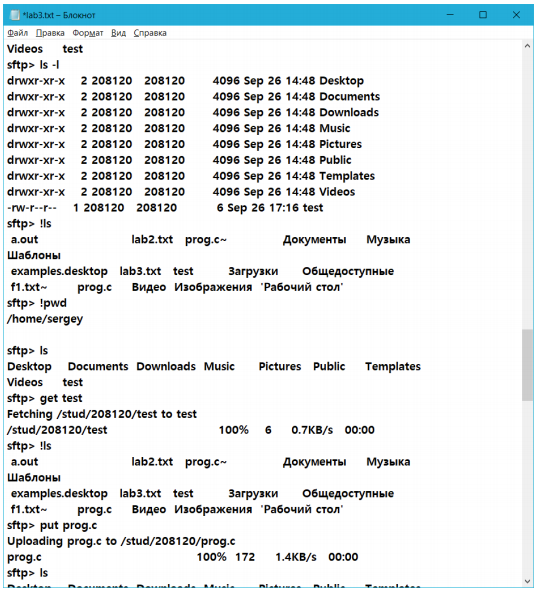 *lab3.txt – Блокнот
Файл Правка Формат Вид Справка
Videos test
sftp> ls -l
drwxr-xr-x 2 208120 208120 4096 Sep 26 14:48 Desktop
drwxr-xr-x 2 208120 208120 4096 Sep 26 14:48 Documents
drwxr-xr-x 2 208120 208120 4096 Sep 26 14:48 Downloads
drwxr-xr-x 2 208120 208120 4096 Sep 26 14:48 Music
drwxr-xr-x 2 208120 208120 4096 Sep 26 14:48 Pictures
drwxr-xr-x 2 208120 208120 4096 Sep 26 14:48 Public
drwxr-xr-x 2 208120 208120 4096 Sep 26 14:48 Templates
drwxr-xr-x 2 208120 208120 4096 Sep 26 14:48 Videos
-rw-r--r-- 1 208120 208120 6 Sep 26 17:16 test
sftp> !ls
a.out lab2.txt prog.c~ Документы Музыка
Шаблоны
examples.desktop lab3.txt test Загрузки Общедоступные
f1.txt~ prog.c Видео Изображения 'Рабочий стол'
sftp> !pwd
/home/sergey
sftp> ls
Desktop Documents Downloads Music Pictures Public Templates
Videos test
sftp> get test
Fetching /stud/208120/test to test
/stud/208120/test 100% 6 0.7KB/s 00:00
sftp> !ls
a.out lab2.txt prog.c~ Документы Музыка
Шаблоны
examples.desktop lab3.txt test Загрузки Общедоступные
f1.txt~ prog.c Видео Изображения 'Рабочий стол'
sftp> put prog.c
Uploading prog.c to /stud/208120/prog.c
prog.c 100% 172 1.4KB/s 00:00
sftp> ls
Desktop Documents Downloads Music Pictures Public Templates